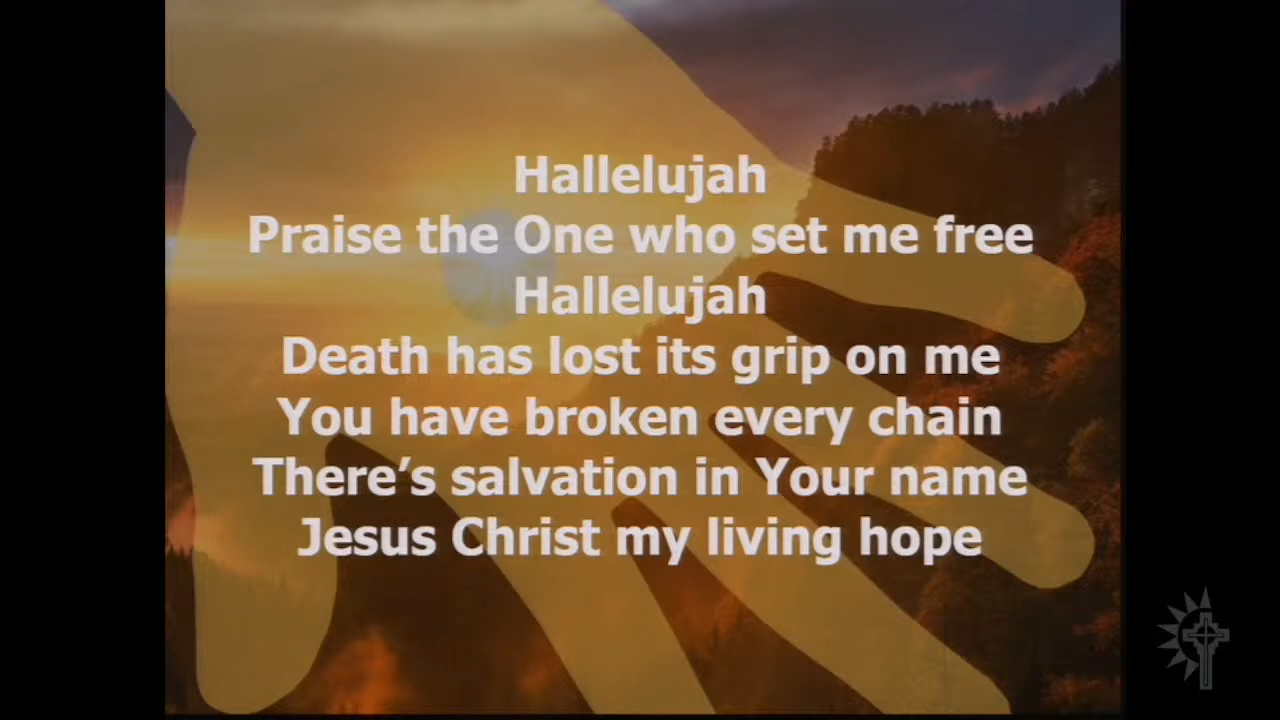 Hallelujah
Praise the One who set me free
Hallelujah
Death has lost its grip on me
You have broken every chain
There’s salvation in Your name
Jesus Christ my living hope